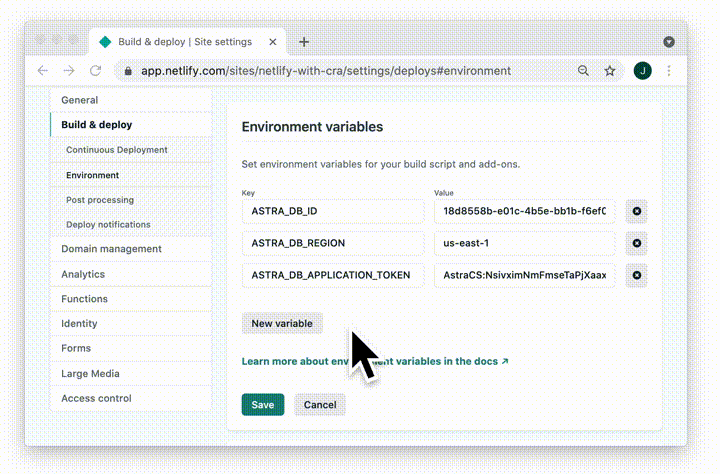 Build & deploy | Site settings
app.netlify.com/sites/netlify-with-cra/settings/deploys#environment
J
General
Build & deploy
Continuous Deployment
Environment
Post processing
Deploy notifications
Domain management
Analytics
Functions
Identity
Forms
Large Media
Access control
Environment variables
Set environment variables for your build script and add-ons.
Key Value
ASTRA_DB_ID 18d8558b-e01c-4b5e-bb1b-f6ef0
ASTRA_DB_REGION us-east-1
ASTRA_DB_APPLICATION_TOKEN AstraCS:NsivximNmFmseTaPjXaax
New variable
Learn more about environment variables in the docs ↗
Save Cancel